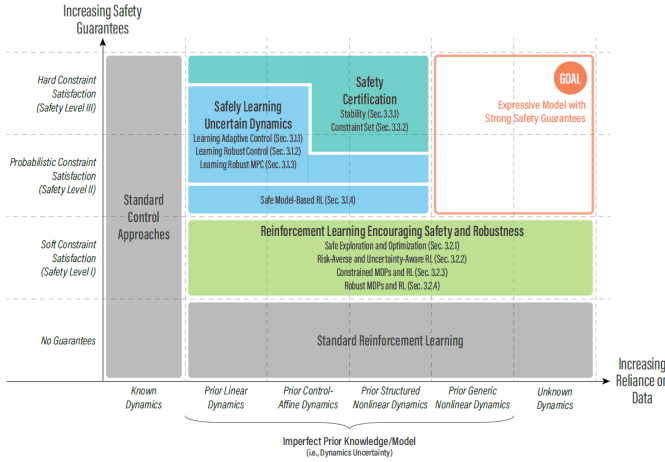 Increasing Safety
Guarantees
Hard Constraint
Satisfaction
(Safety Level III)
Probabilistic Constraint
Satisfaction
(Safety Level II)
Soft Constraint
Satisfaction
(Safety Level I)
No Guarantees
Standard
Control
Approaches
Safely Learning
Uncertain Dynamics
Learning Adaptive Control (Sec. 3.1.1)
Learning Robust Control (Sec. 3.1.2)
Learning Robust MPC (Sec. 3.1.3)
Safety
Certification
Stability (Sec. 3.3.1)
Constraint Set (Sec. 3.3.2)
GOAL
Expressive Model with
Strong Safety Guarantees
Safe Model-Based RL (Sec. 3.1.4)
Reinforcement Learning Encouraging Safety and Robustness
Safe Exploration and Optimization (Sec. 3.2.1)
Risk-Averse and Uncertainty-Aware RL (Sec. 3.2.2)
Constrained MDPs and RL (Sec. 3.2.3)
Robust MDPs and RL (Sec. 3.2.4)
Standard Reinforcement Learning
Increasing
Reliance on
Data
Known
Dynamics
Prior Linear
Dynamics
Prior Control-
Affine Dynamics
Prior Structured
Nonlinear Dynamics
Prior Generic
Nonlinear Dynamics
Unknown
Dynamics
Imperfect Prior Knowledge/Model
(i.e., Dynamics Uncertainty)